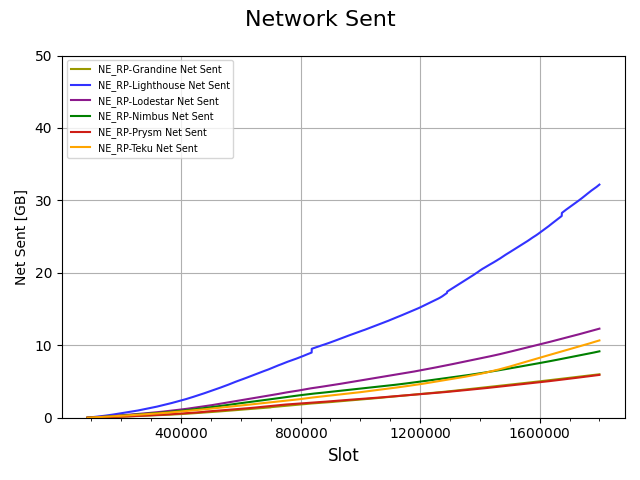 Network Sent
50
40
30
20
10
0
Net Sent [GB]
NE_RP-Grandine Net Sent
NE_RP-Lighthouse Net Sent
NE_RP-Lodestar Net Sent
NE_RP-Nimbus Net Sent
NE_RP-Prysm Net Sent
NE_RP-Teku Net Sent
400000 800000 1200000 1600000
Slot